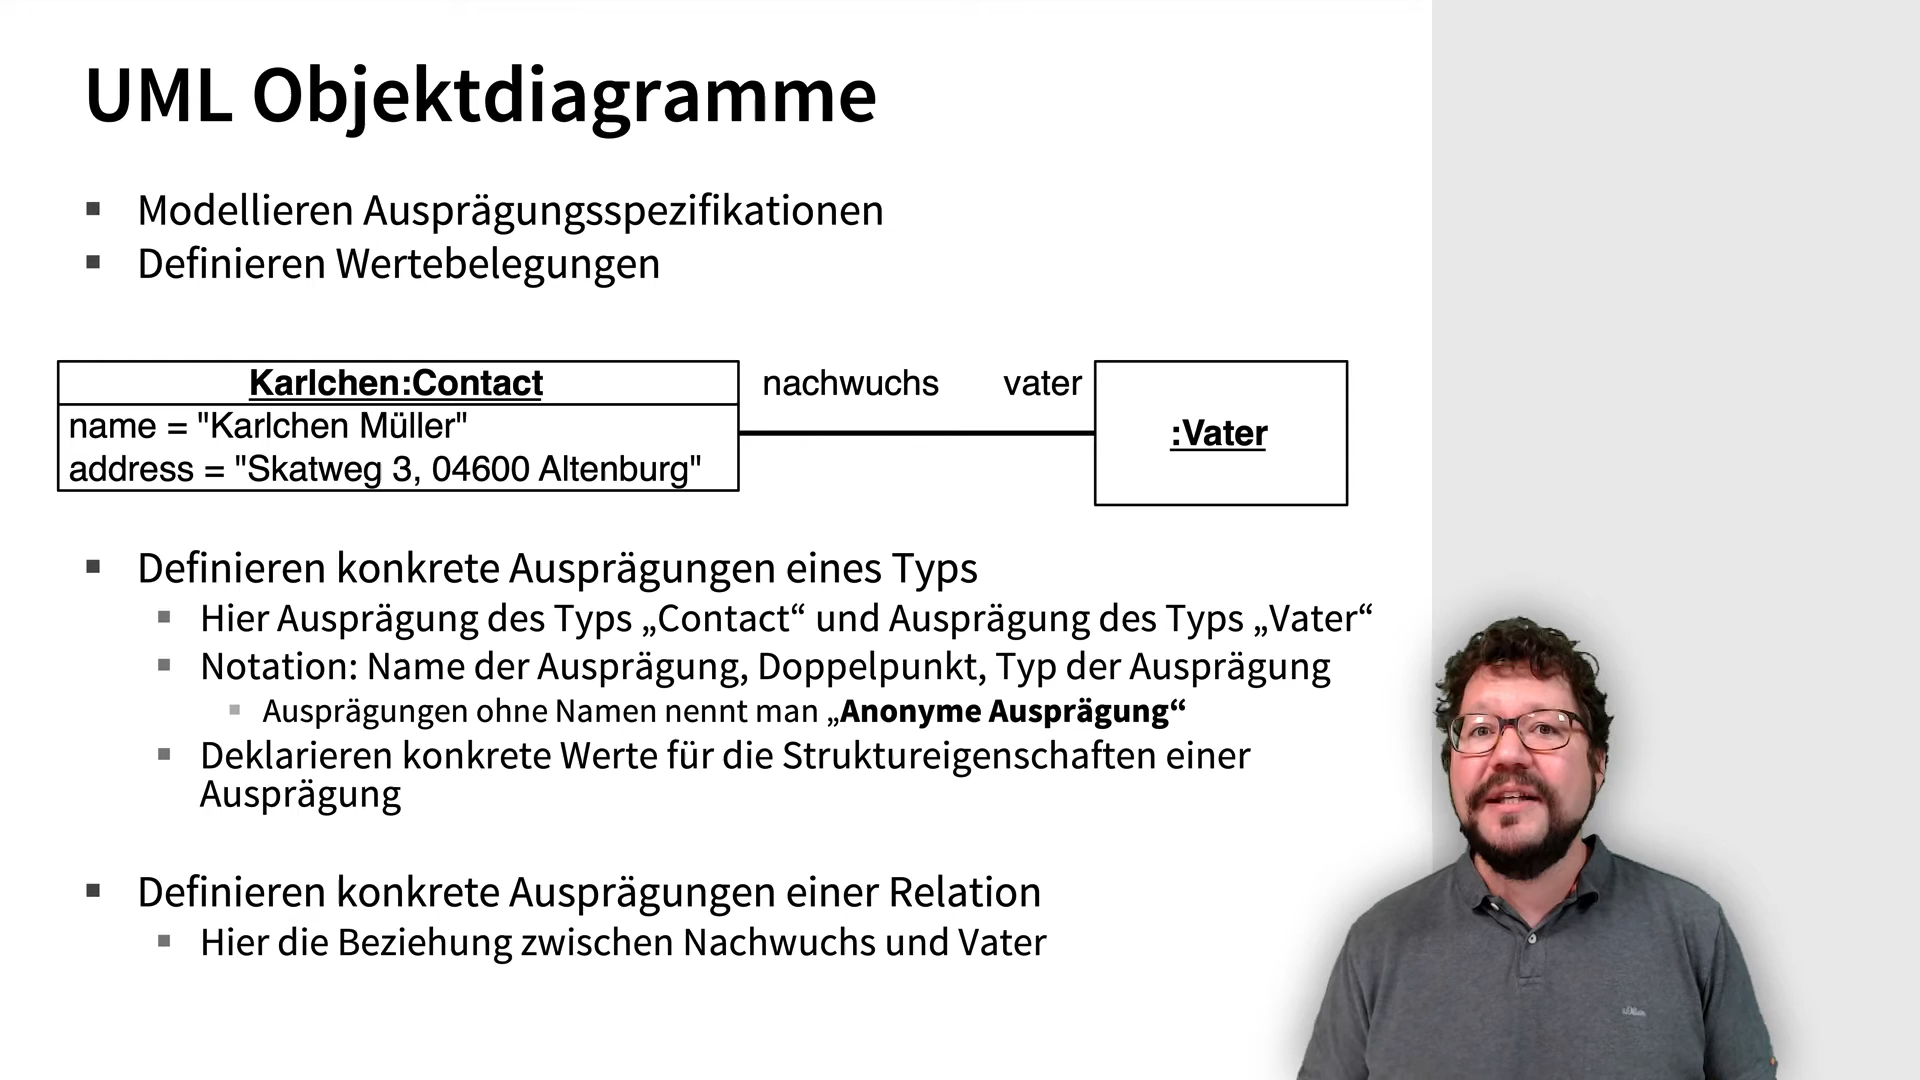 UML Objektdiagramme
Modellieren Ausprägungsspezifikationen
Definieren Wertebelegungen
Karlchen:Contact
name = "Karlchen Müller"
address = "Skatweg 3, 04600 Altenburg"
nachwuchs vater
:Vater
Definieren konkrete Ausprägungen eines Typs
Hier Ausprägung des Typs „Contact“ und Ausprägung des Typs „Vater“
Notation: Name der Ausprägung, Doppelpunkt, Typ der Ausprägung
Ausprägungen ohne Namen nennt man „Anonyme Ausprägung“
Deklarieren konkrete Werte für die Struktureigenschaften einer
Ausprägung
Definieren konkrete Ausprägungen einer Relation
Hier die Beziehung zwischen Nachwuchs und Vater